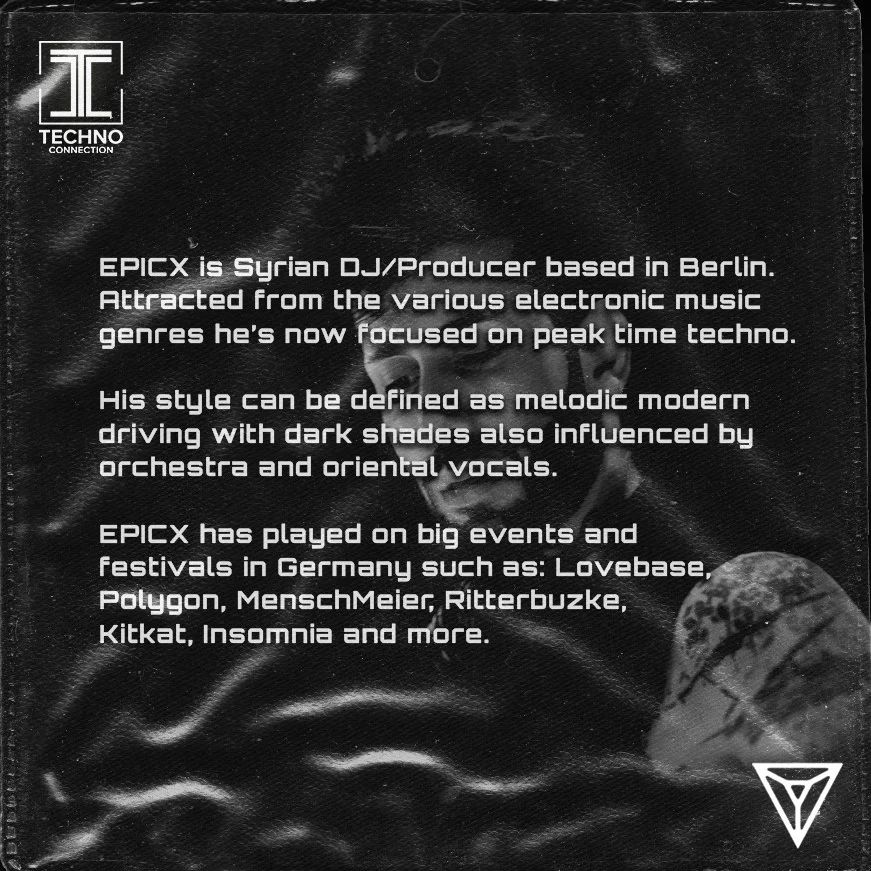 TECHNO
CONNECTION
EPICX is Syrian DJ/Producer based in Berlin.
Attracted from the various electronic music
genres he's now focused on peak time techno.
His style can be defined as melodic modern
driving with dark shades also influenced by
orchestra and oriental vocals.
EPICX has played on big events and
festivals in Germany such as: Lovebase,
Polygon, MenschMeier, Ritterbuzke,
Kitkat, Insomnia and more.